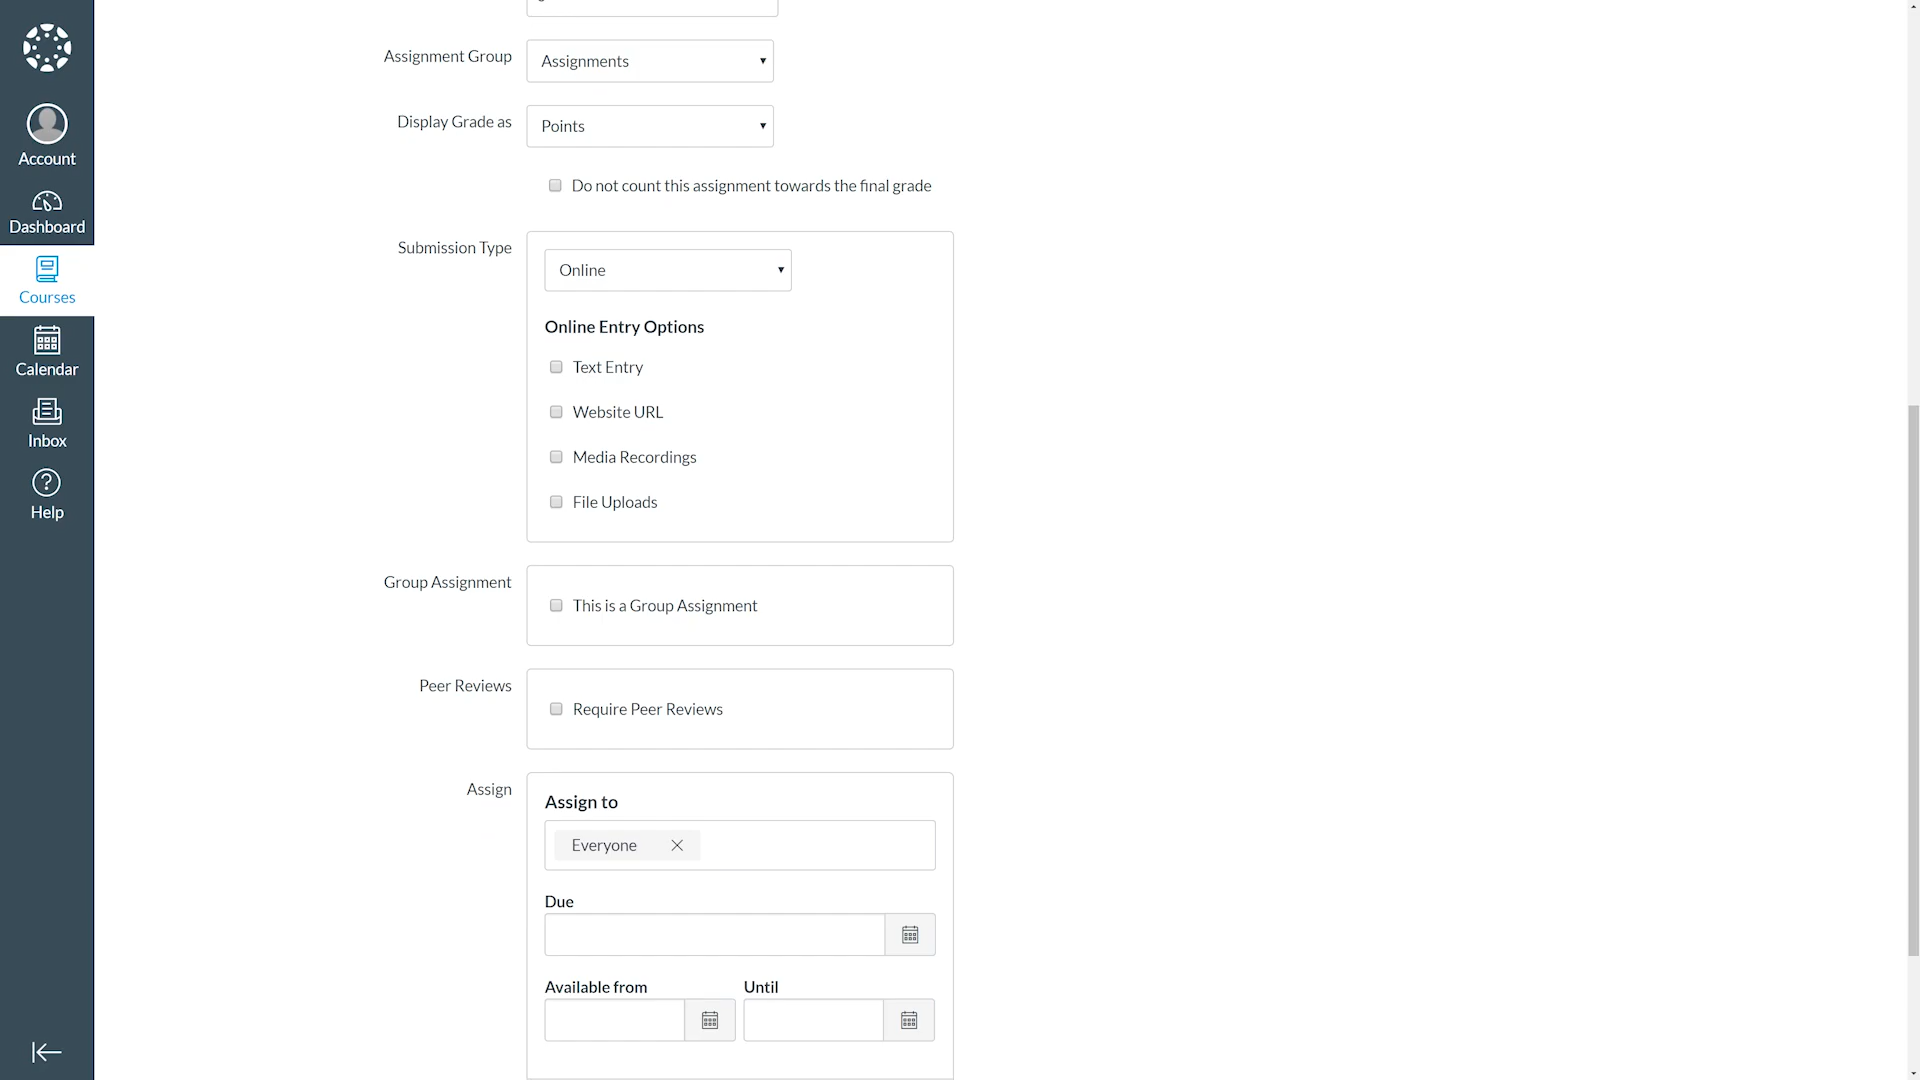 Assignment Group
Assignments
Display Grade as
Points
Do not count this assignment towards the final grade
Submission Type
Online
Online Entry Options
Text Entry
Website URL
Media Recordings
File Uploads
Group Assignment
This is a Group Assignment
Peer Reviews
Require Peer Reviews
Assign
Assign to
Everyone
Due
Available from
Until
Account
Dashboard
Courses
Calendar
Inbox
Help